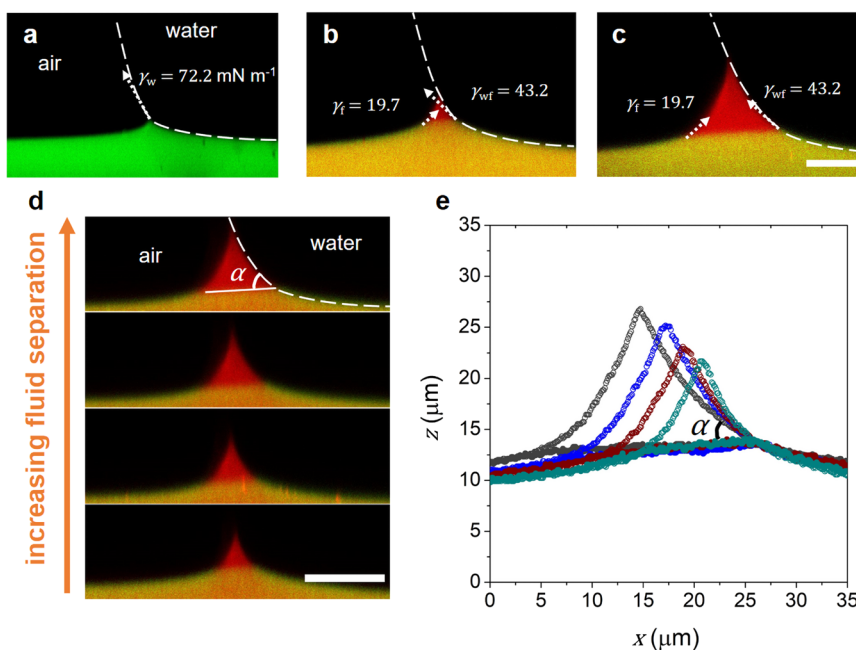 a
air
water
γw = 72.2 mN m⁻¹
b
γf = 19.7
γwf = 43.2
c
γf = 19.7
γwf = 43.2
d
increasing fluid separation
air
water
α
e
35
30
25
20
15
10
5
0
z (μm)
α
0 5 10 15 20 25 30 35
x (μm)